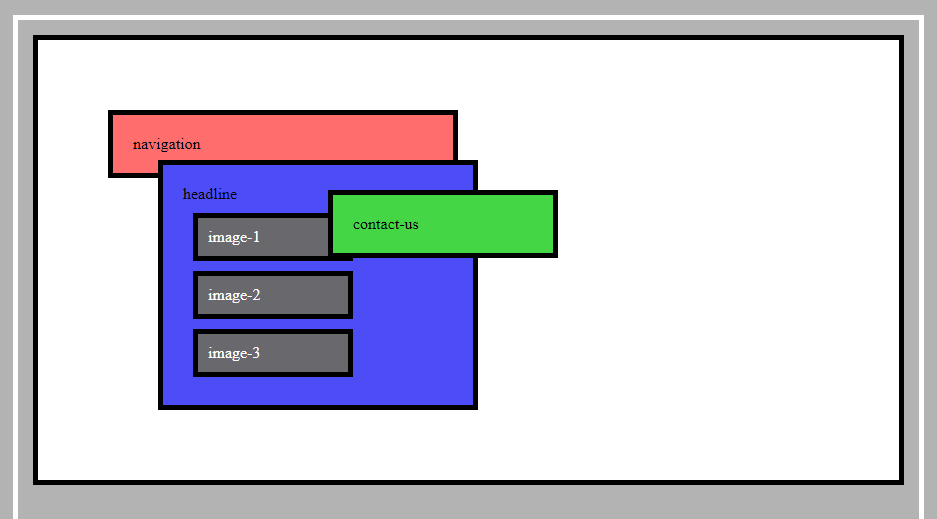 navigation
headline
contact-us
image-1
image-2
image-3